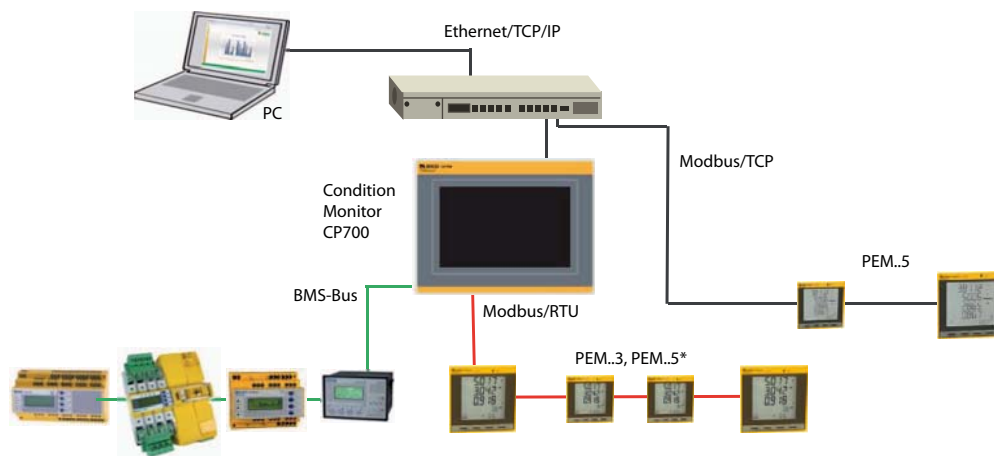 Ethernet/TCP/IP
PC
Modbus/TCP
Condition
Monitor
CP700
PEM..5
BMS-Bus
Modbus/RTU
PEM..3, PEM..5*